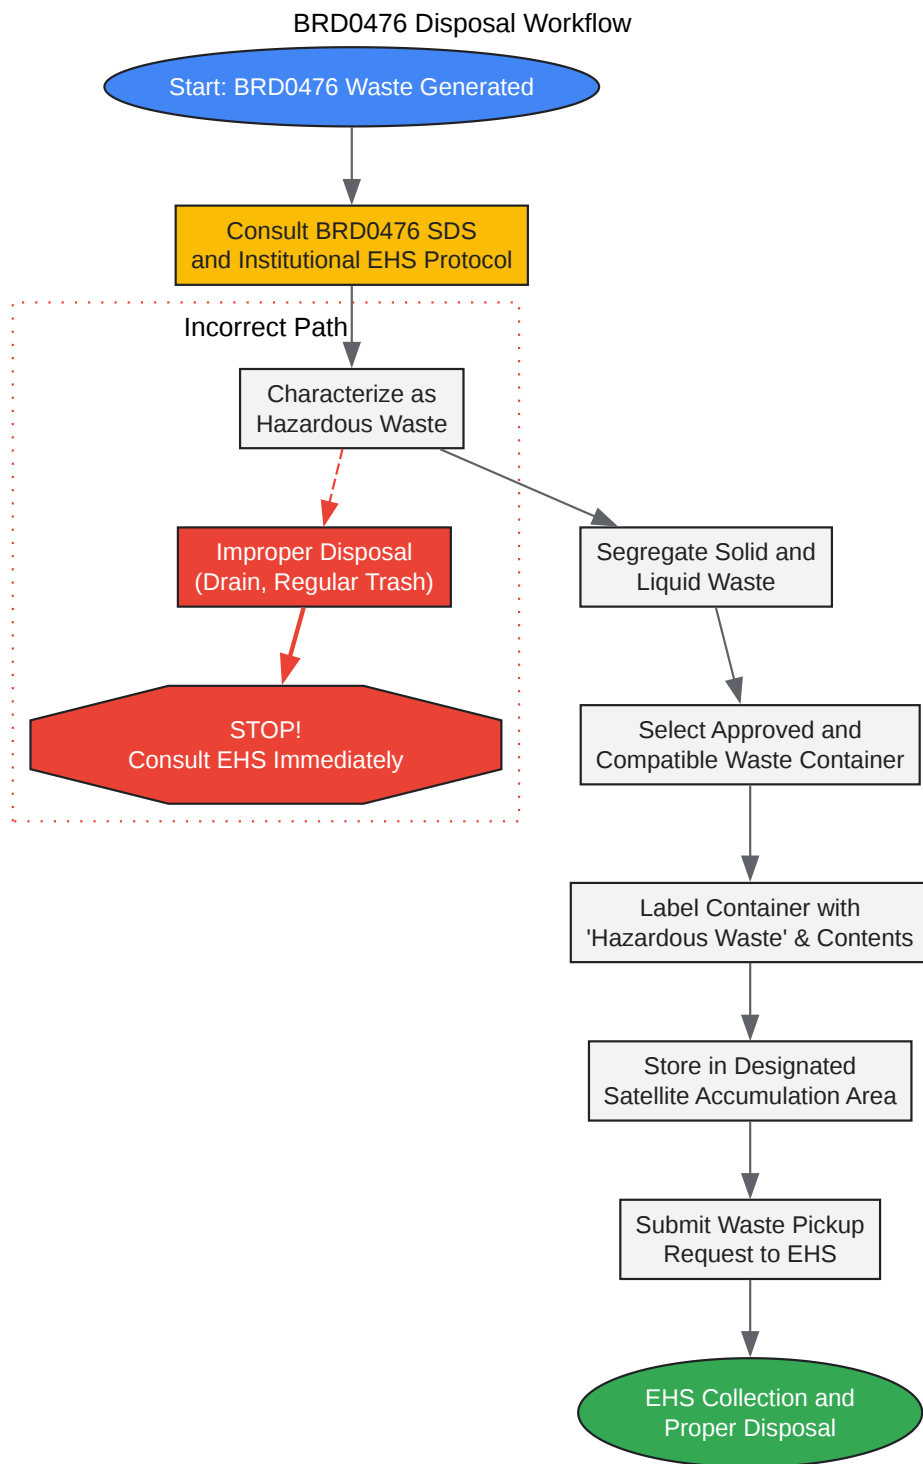 BRD0476 Disposal Workflow
Start: BRD0476 Waste Generated
Consult BRD0476 SDS
and Institutional EHS Protocol
Incorrect Path
Characterize as
Hazardous Waste
Improper Disposal
(Drain, Regular Trash)
Segregate Solid and
Liquid Waste
STOP!
Consult EHS Immediately
Select Approved and
Compatible Waste Container
Label Container with
'Hazardous Waste' & Contents
Store in Designated
Satellite Accumulation Area
Submit Waste Pickup
Request to EHS
EHS Collection and
Proper Disposal